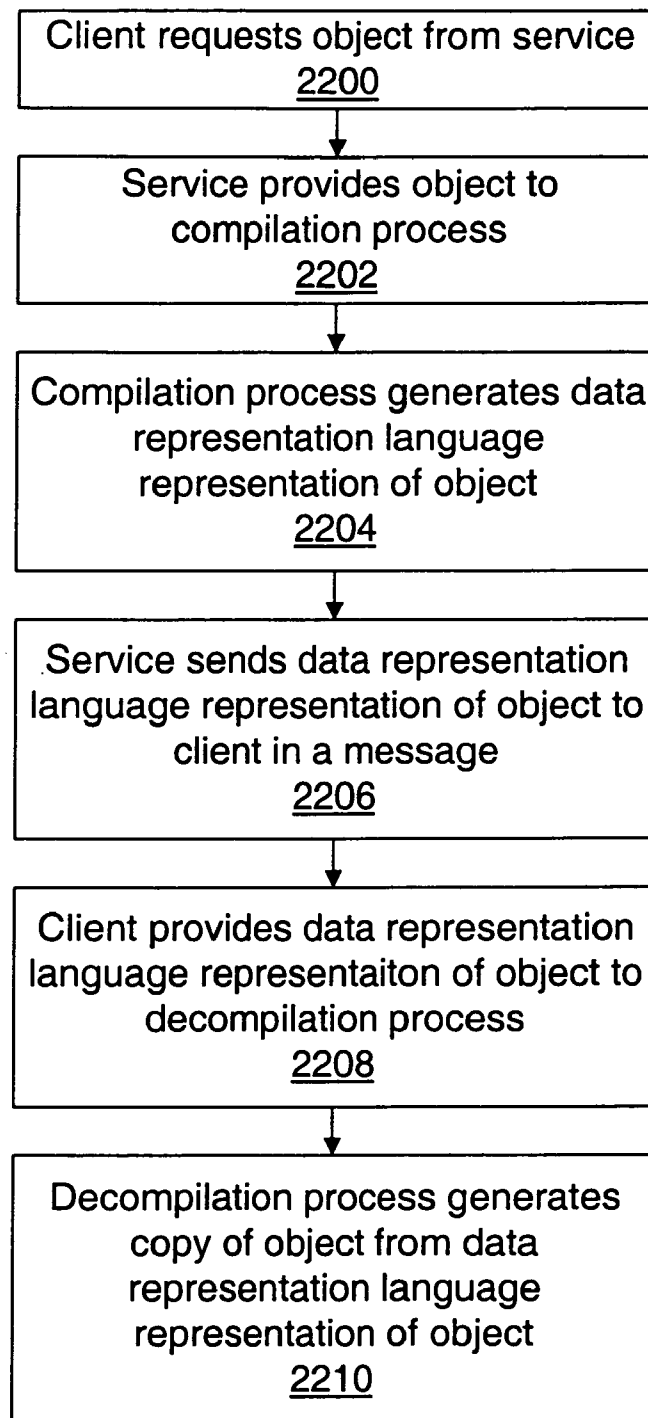 Client requests object from service
2200
Service provides object to
compilation process
2202
Compilation process generates data
representation language
representation of object
2204
Service sends data representation
language representation of object to
client in a message
2206
Client provides data representation
language representaiton of object to
decompilation process
2208
Decompilation process generates
copy of object from data
representation language
representation of object
2210